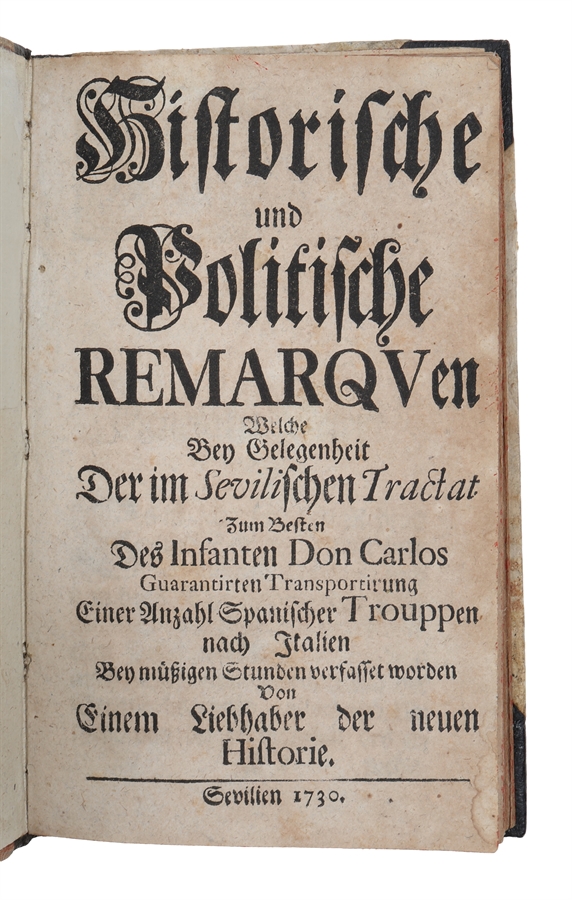 Historische
und
Politische
REMARQVen
Welche
Bey Gelegenheit
Der im Sevilischen Tractat
Zum Besten
Des Infanten Don Carlos
Guarantirten Transportirung
Einer Anzahl Spanischer Trouppen
nach Italien
Bey müßigen Stunden verfasset worden
Von
Einem Liebhaber der neuen
Historie.
Sevilien 1730.